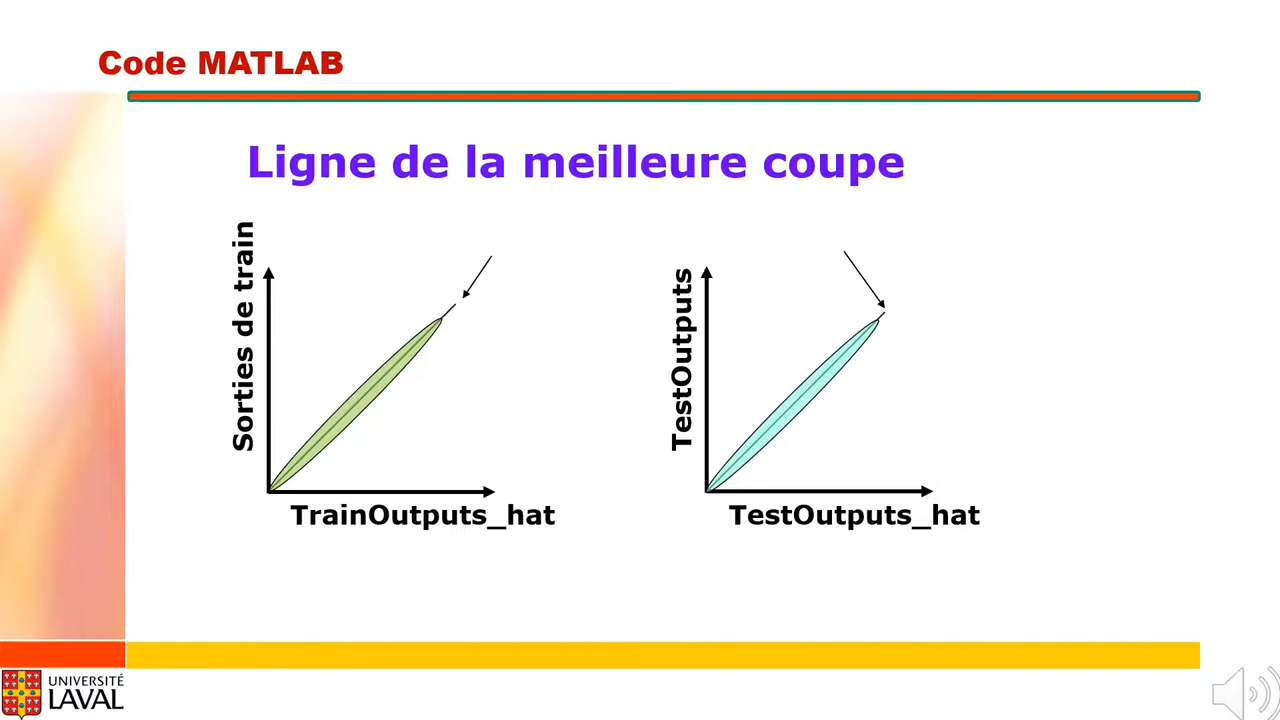 Code MATLAB
Ligne de la meilleure coupe
Sorties de train
TrainOutputs_hat
TestOutputs
TestOutputs_hat
UNIVERSITÉ
LAVAL